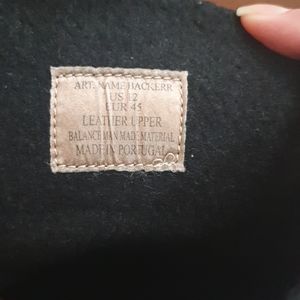 ART. NAME HACKERR
US 12
EUR 45
LEATHER UPPER
BALANCE MAN MADE MATERIAL
MADE IN PORTUGAL